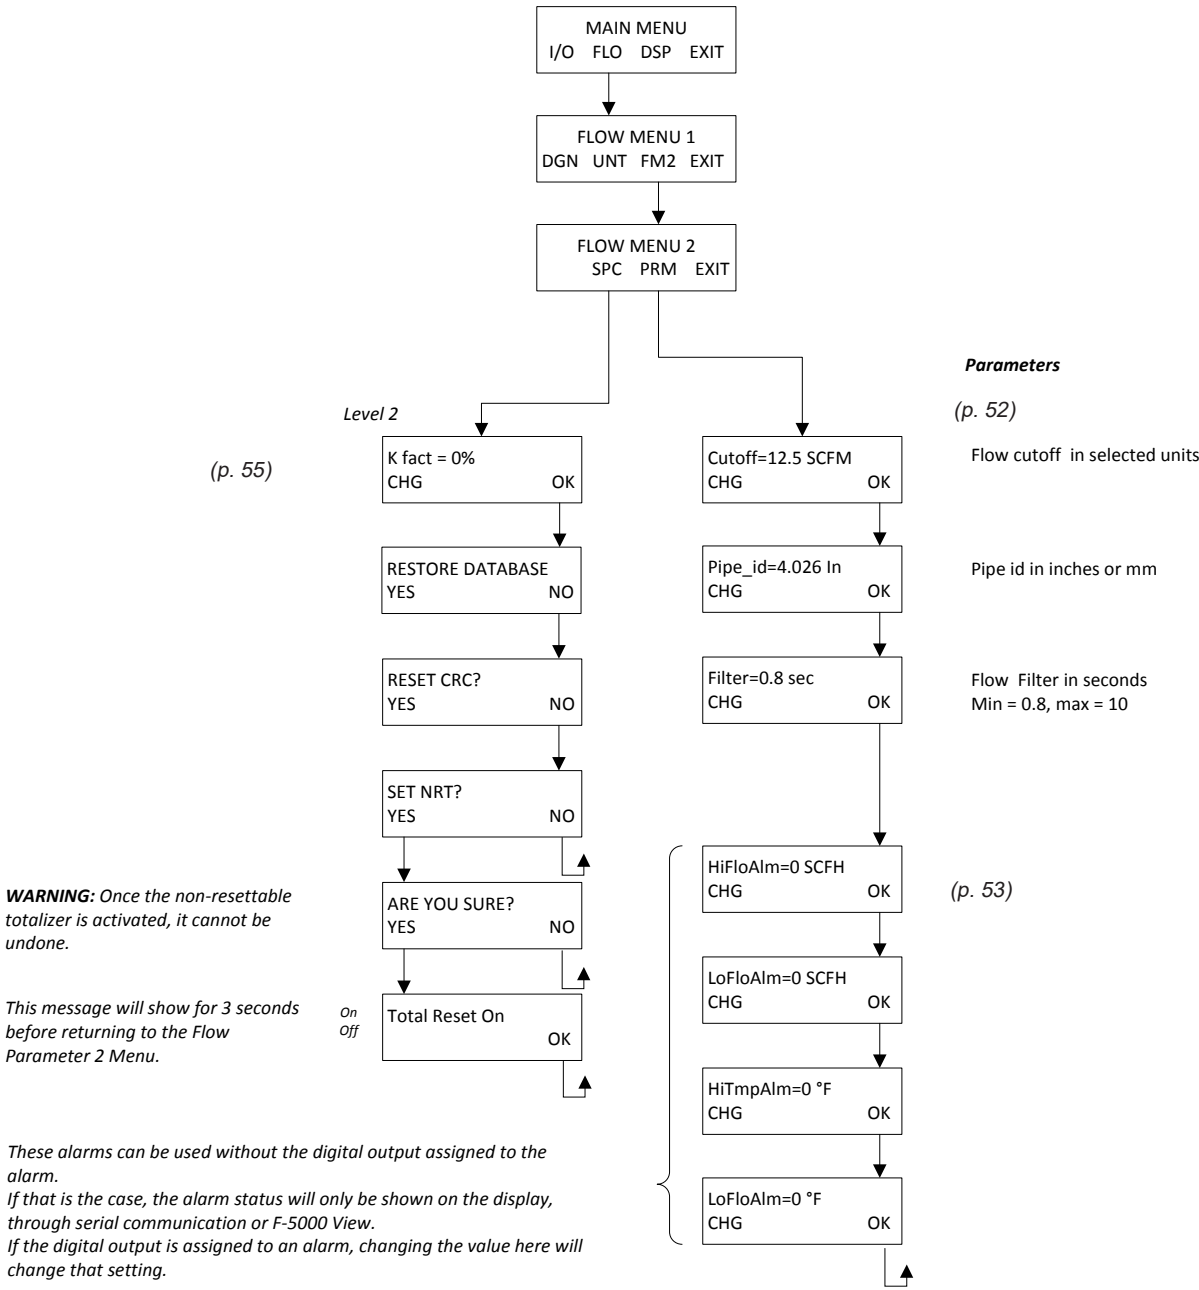 MAIN MENU
I/O FLO DSP EXIT
FLOW MENU 1
DGN UNT FM2 EXIT
FLOW MENU 2
SPC PRM EXIT
Level 2
(p. 55)
K fact = 0%
CHG OK
RESTORE DATABASE
YES NO
RESET CRC?
YES NO
SET NRT?
YES NO
WARNING: Once the non-resettable
totalizer is activated, it cannot be
undone.
ARE YOU SURE?
YES NO
This message will show for 3 seconds
before returning to the Flow
Parameter 2 Menu.
On
Off
Total Reset On
OK
Parameters
(p. 52)
Cutoff=12.5 SCFM
CHG OK
Flow cutoff in selected units
Pipe_id=4.026 In
CHG OK
Pipe id in inches or mm
Filter=0.8 sec
CHG OK
Flow Filter in seconds
Min = 0.8, max = 10
HiFloAlm=0 SCFH
CHG OK
(p. 53)
LoFloAlm=0 SCFH
CHG OK
HiTmpAlm=0 °F
CHG OK
LoFloAlm=0 °F
CHG OK
These alarms can be used without the digital output assigned to the
alarm.
If that is the case, the alarm status will only be shown on the display,
through serial communication or F-5000 View.
If the digital output is assigned to an alarm, changing the value here will
change that setting.